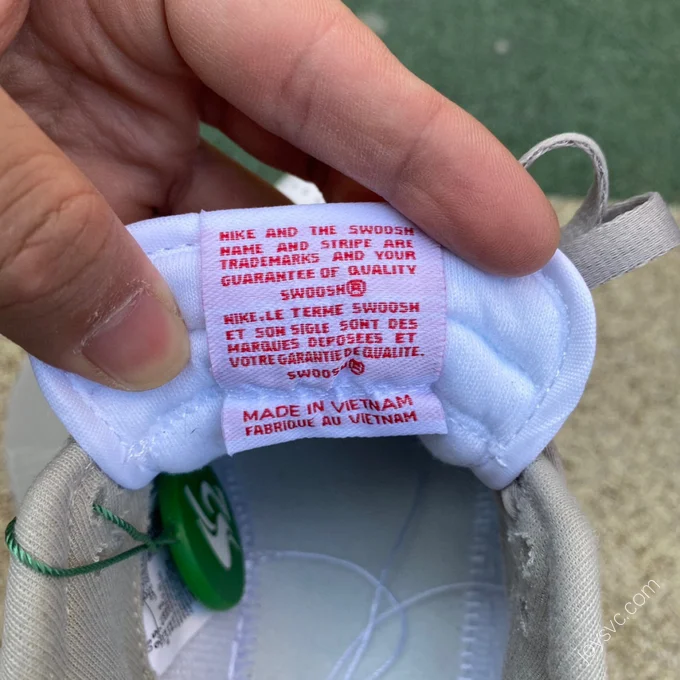 NIKE AND THE SWOOSH
NAME AND STRIPE ARE
TRADEMARKS AND YOUR
GUARANTEE OF QUALITY
SWOOSH®
NIKE, LE TERME SWOOSH
ET SON SIGLE SONT DES
MARQUES DEPOSEES ET
VOTRE GARANTIE DE QUALITE.
SWOOSH®
MADE IN VIETNAM
FABRIQUE AU VIETNAM